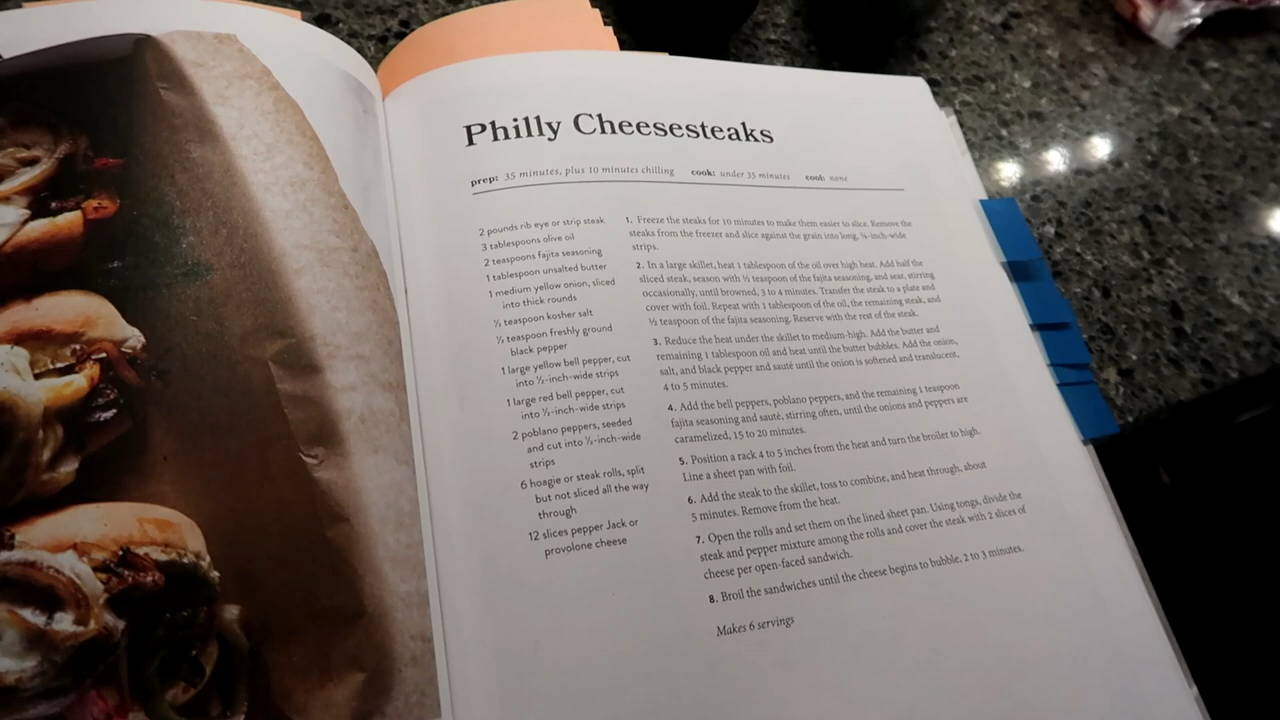 Philly Cheesesteaks
prep: 35 minutes, plus 10 minutes chilling cook: under 35 minutes cool: none
2 pounds rib eye or strip steak
3 tablespoons olive oil
2 teaspoons fajita seasoning
1 tablespoon unsalted butter
1 medium yellow onion, sliced
into thick rounds
½ teaspoon kosher salt
½ teaspoon freshly ground
black pepper
1 large yellow bell pepper, cut
into ½-inch-wide strips
1 large red bell pepper, cut
into ½-inch-wide strips
2 poblano peppers, seeded
and cut into ½-inch-wide
strips
6 hoagie or steak rolls, split
but not sliced all the way
through
12 slices pepper Jack or
provolone cheese
1. Freeze the steaks for 10 minutes to make them easier to slice. Remove the
steaks from the freezer and slice against the grain into long, ¼-inch-wide
strips.
2. In a large skillet, heat 1 tablespoon of the oil over high heat. Add half the
sliced steak, season with ½ teaspoon of the fajita seasoning, and sear, stirring
occasionally, until browned, 3 to 4 minutes. Transfer the steak to a plate and
cover with foil. Repeat with 1 tablespoon of the oil, the remaining steak, and
½ teaspoon of the fajita seasoning. Reserve with the rest of the steak.
3. Reduce the heat under the skillet to medium-high. Add the butter and
remaining 1 tablespoon oil and heat until the butter bubbles. Add the onion,
salt, and black pepper and sauté until the onion is softened and translucent,
4 to 5 minutes.
4. Add the bell peppers, poblano peppers, and the remaining 1 teaspoon
fajita seasoning and sauté, stirring often, until the onions and peppers are
caramelized, 15 to 20 minutes.
5. Position a rack 4 to 5 inches from the heat and turn the broiler to high.
Line a sheet pan with foil.
6. Add the steak to the skillet, toss to combine, and heat through, about
5 minutes. Remove from the heat.
7. Open the rolls and set them on the lined sheet pan. Using tongs, divide the
steak and pepper mixture among the rolls and cover the steak with 2 slices of
cheese per open-faced sandwich.
8. Broil the sandwiches until the cheese begins to bubble, 2 to 3 minutes.
Makes 6 servings